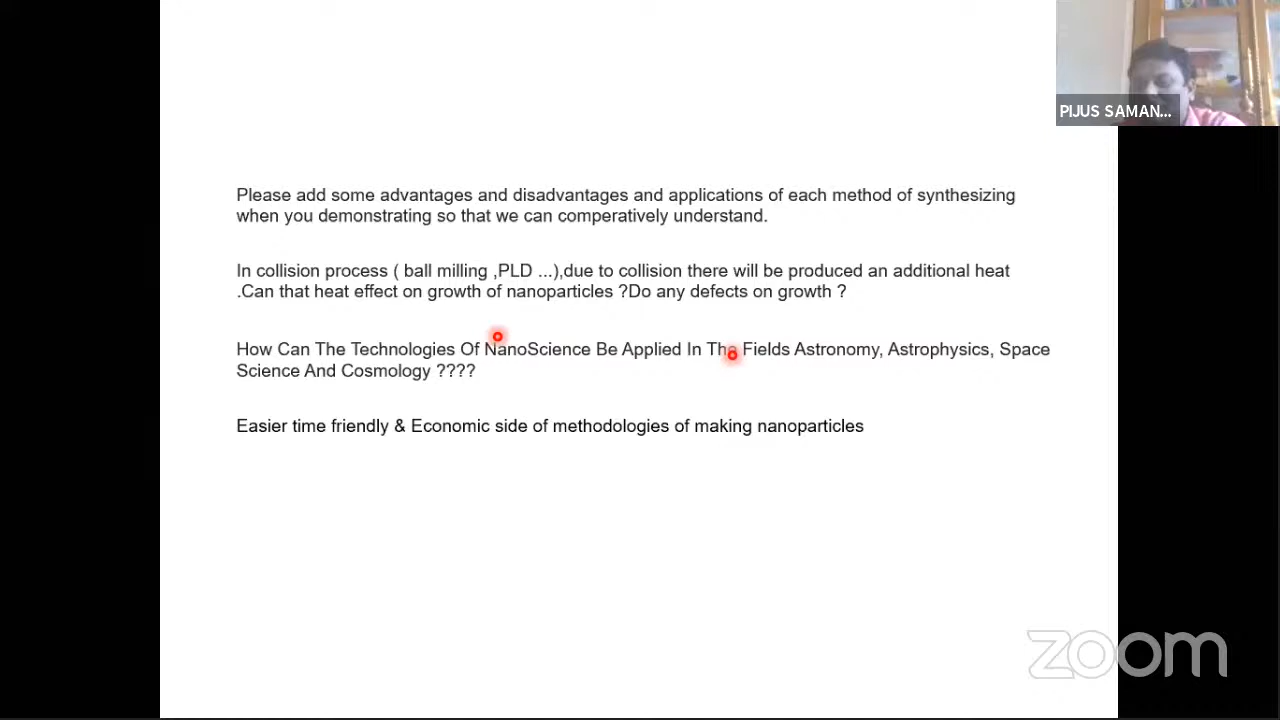 PIJUS SAMAN...
Please add some advantages and disadvantages and applications of each method of synthesizing
when you demonstrating so that we can comperatively understand.
In collision process ( ball milling ,PLD ...),due to collision there will be produced an additional heat
.Can that heat effect on growth of nanoparticles ?Do any defects on growth ?
How Can The Technologies Of NanoScience Be Applied In The Fields Astronomy, Astrophysics, Space
Science And Cosmology ????
Easier time friendly & Economic side of methodologies of making nanoparticles
zoom